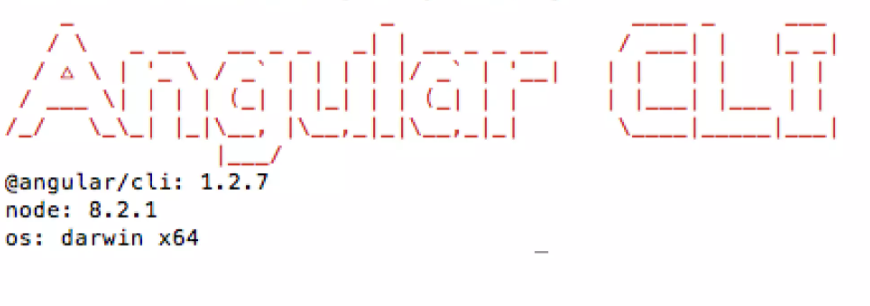 Angular CLI
@angular/cli: 1.2.7
node: 8.2.1
os: darwin x64